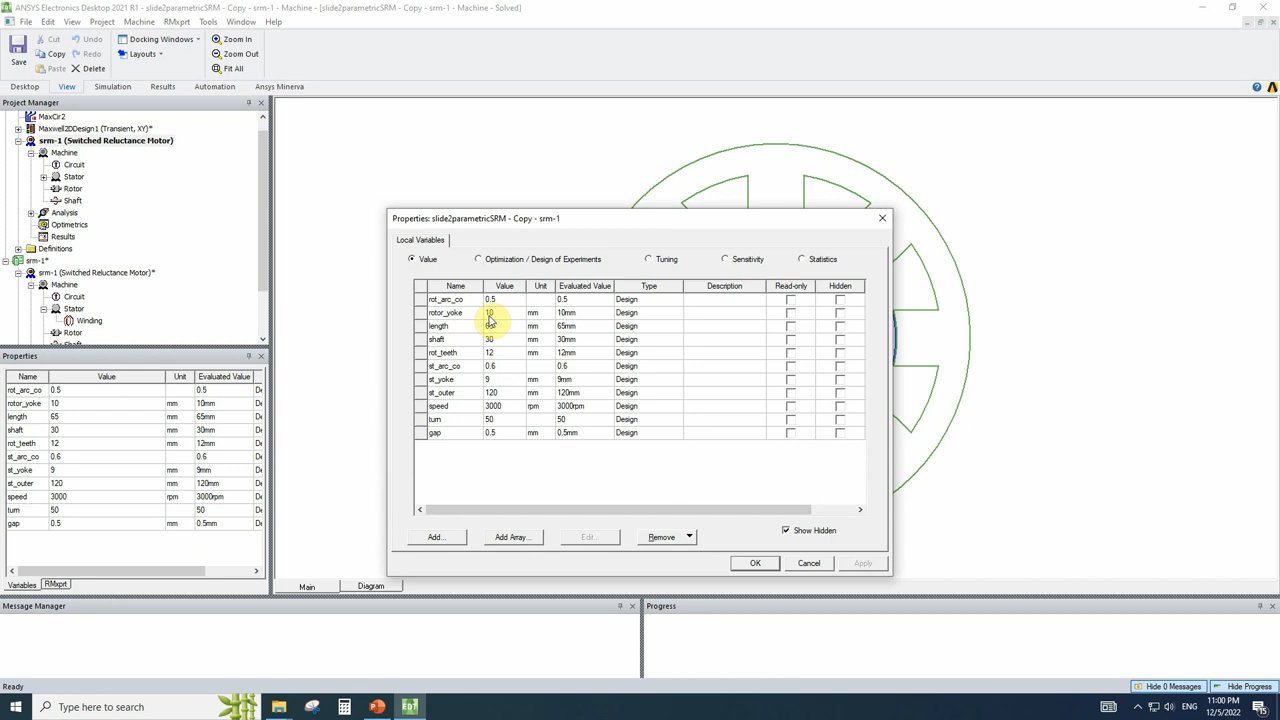 ANSYS Electronics Desktop 2021 R1 - slide2parametricSRM - Copy - srm-1 - Machine - [slide2parametricSRM - Copy - srm-1 - Machine - Solved]
File Edit View Project Machine RMxprt Tools Window Help
Save
Cut Undo
Copy Redo
Paste Delete
Docking Windows
Layouts
Zoom In
Zoom Out
Fit All
Desktop View Simulation Results Automation Ansys Minerva
Project Manager
MaxCir2
Maxwell2DDesign1 (Transient, XY)*
srm-1 (Switched Reluctance Motor)
Machine
Circuit
Stator
Rotor
Shaft
Analysis
Optimetrics
Results
Definitions
srm-1*
srm-1 (Switched Reluctance Motor)*
Machine
Circuit
Stator
Winding
Rotor
Properties
Name Value Unit Evaluated Value
rot_arc_co 0.5 0.5 De
rotor_yoke 10 mm 10mm De
length 65 mm 65mm De
shaft 30 mm 30mm De
rot_teeth 12 mm 12mm De
st_arc_co 0.6 0.6 De
st_yoke 9 mm 9mm De
st_outer 120 mm 120mm De
speed 3000 rpm 3000rpm De
turn 50 50 De
gap 0.5 mm 0.5mm De
Variables RMxprt
Properties: slide2parametricSRM - Copy - srm-1
Local Variables
Value Optimization / Design of Experiments Tuning Sensitivity Statistics
Name Value Unit Evaluated Value Type Description Read-only Hidden
rot_arc_co 0.5 0.5 Design
rotor_yoke 10 mm 10mm Design
length mm 65mm Design
shaft 30 mm 30mm Design
rot_teeth 12 mm 12mm Design
st_arc_co 0.6 0.6 Design
st_yoke 9 mm 9mm Design
st_outer 120 mm 120mm Design
speed 3000 rpm 3000rpm Design
turn 50 50 Design
gap 0.5 mm 0.5mm Design
Show Hidden
Add... Add Array... Edit... Remove
OK Cancel Apply
Main Diagram
Message Manager
Progress
Ready
Hide 0 Messages Hide Progress
Type here to search
EDT
ENG
11:00 PM
12/5/2022
15